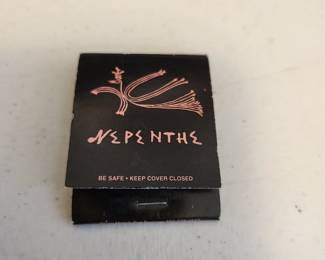 NEPENTHE
BE SAFE • KEEP COVER CLOSED